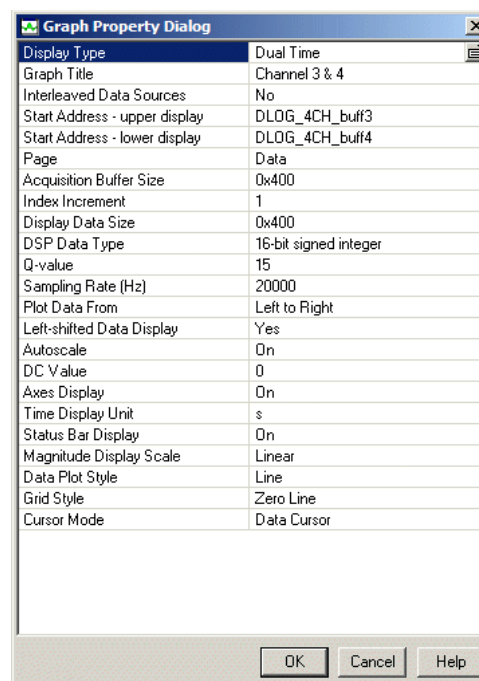 Graph Property Dialog
Display Type Dual Time
Graph Title Channel 3 & 4
Interleaved Data Sources No
Start Address - upper display DLOG_4CH_buff3
Start Address - lower display DLOG_4CH_buff4
Page Data
Acquisition Buffer Size 0x400
Index Increment 1
Display Data Size 0x400
DSP Data Type 16-bit signed integer
Q-value 15
Sampling Rate (Hz) 20000
Plot Data From Left to Right
Left-shifted Data Display Yes
Autoscale On
DC Value 0
Axes Display On
Time Display Unit s
Status Bar Display On
Magnitude Display Scale Linear
Data Plot Style Line
Grid Style Zero Line
Cursor Mode Data Cursor
OK Cancel Help